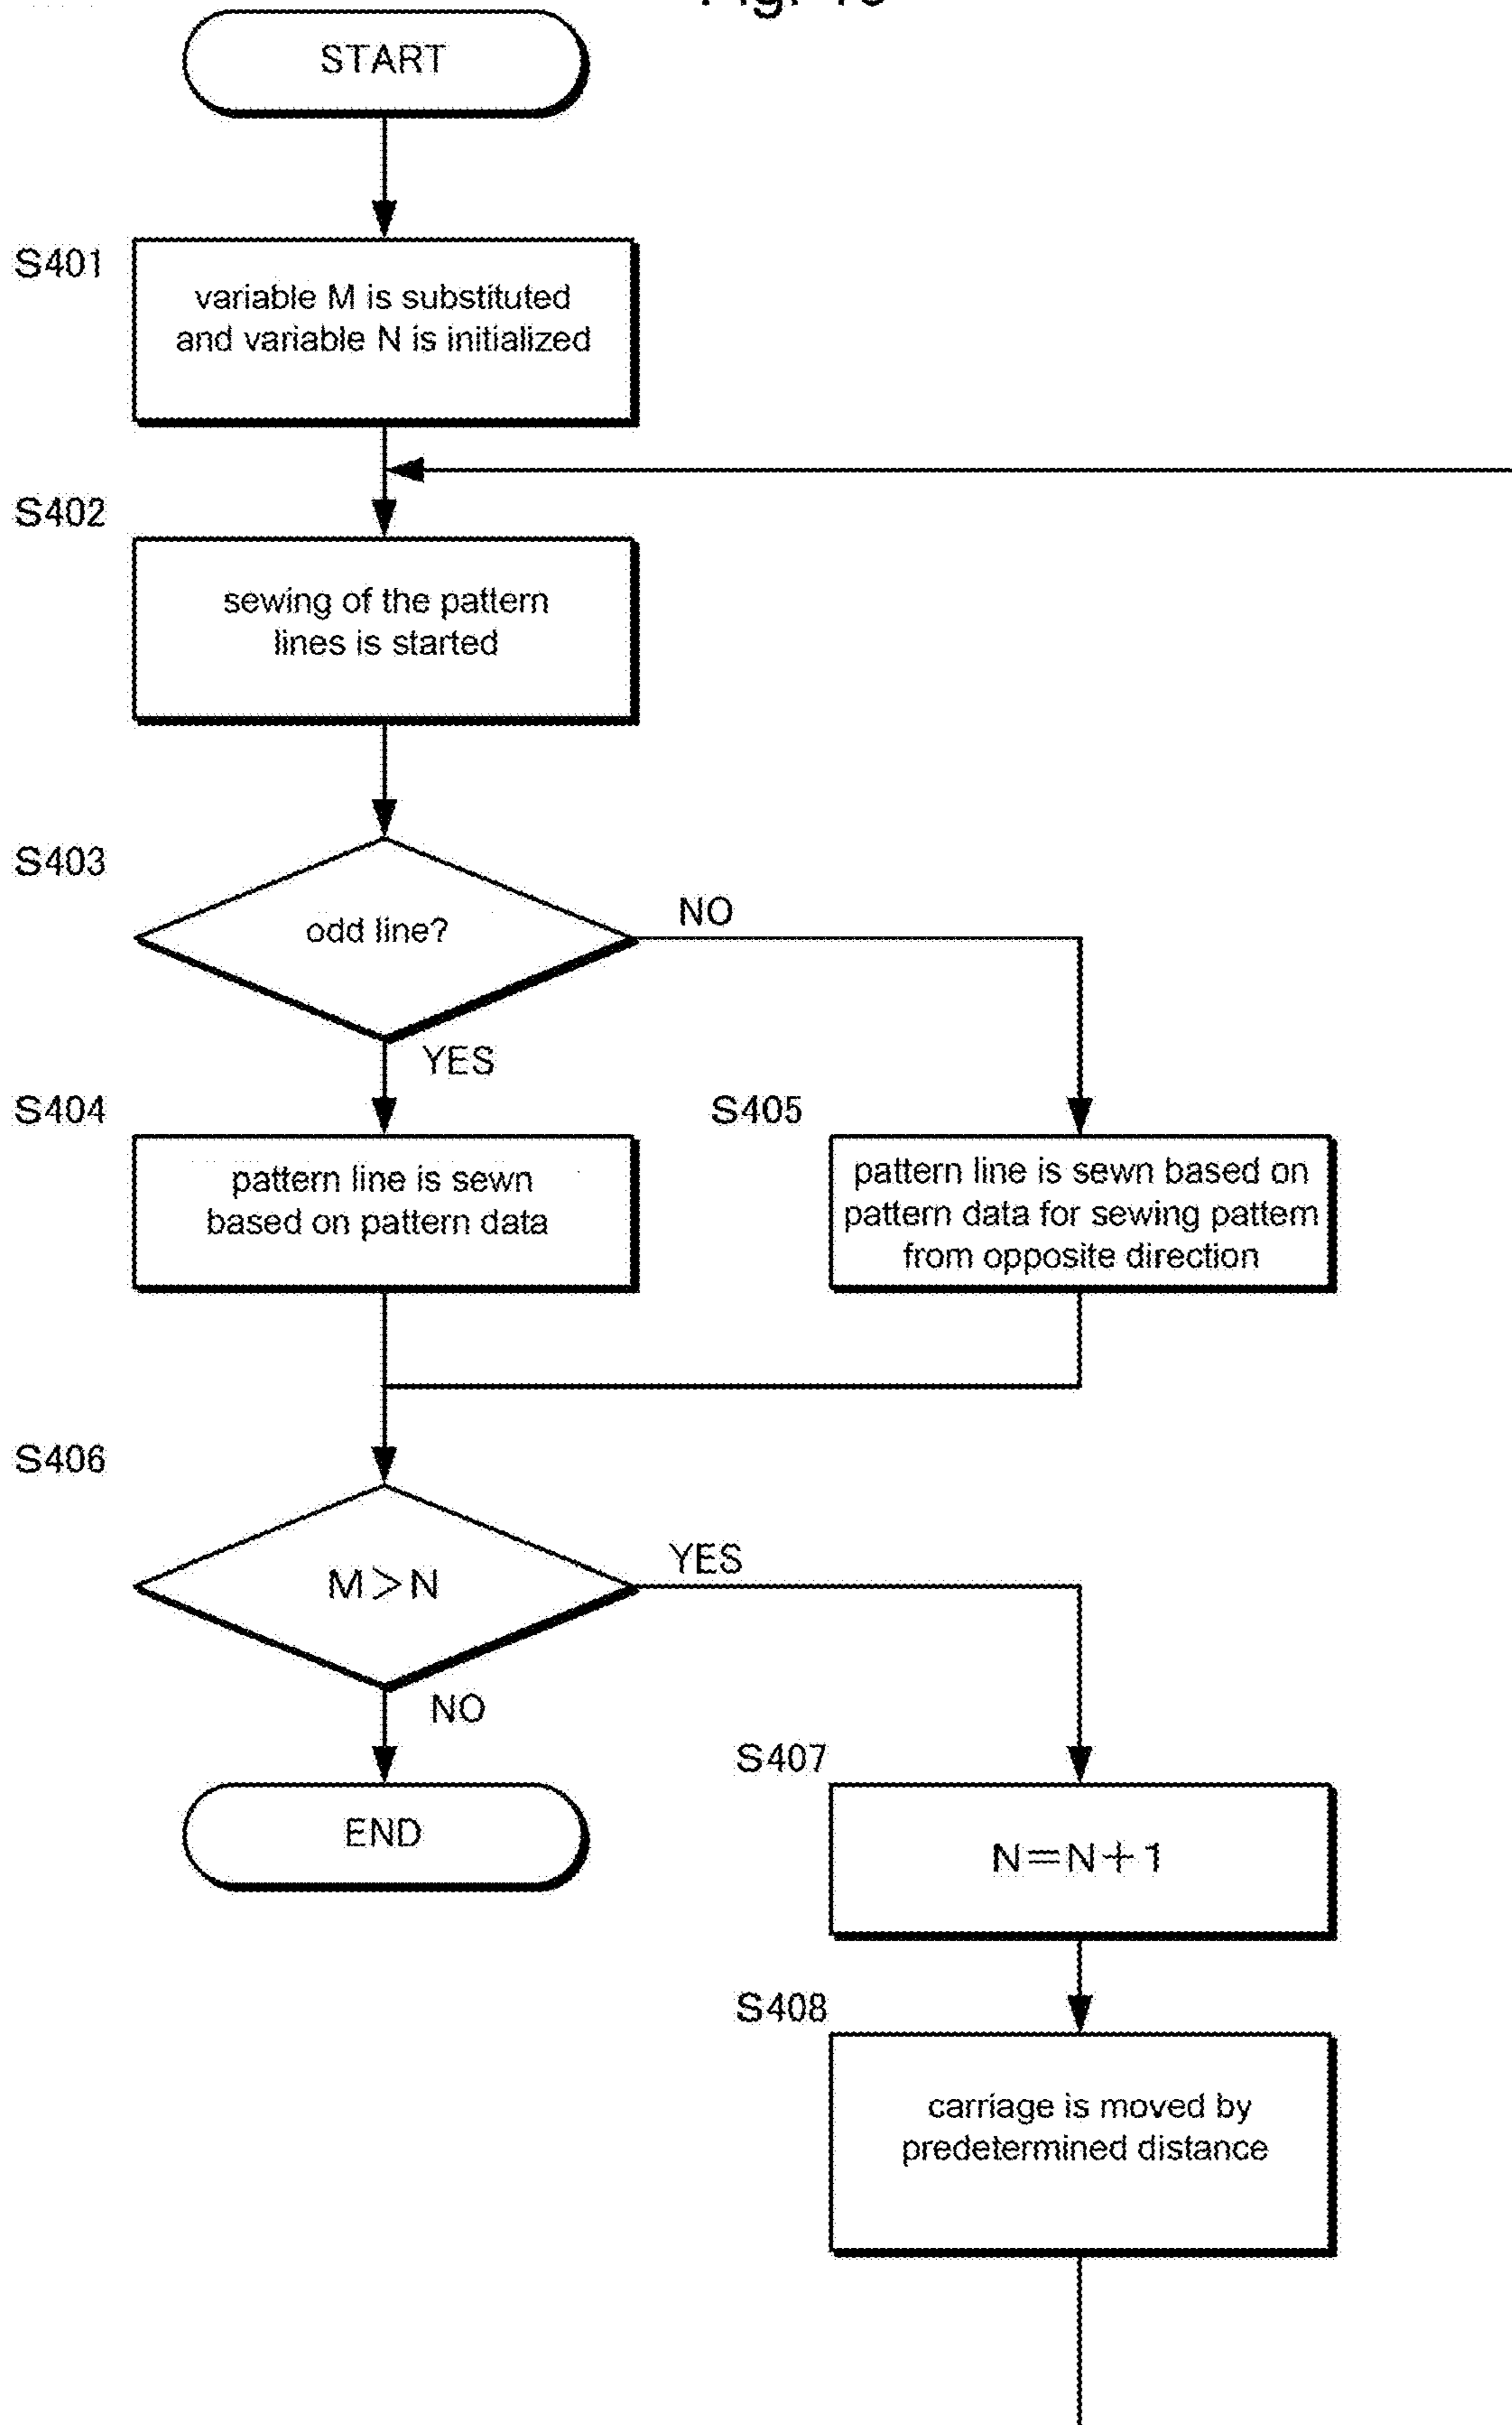 START
S401
variable M is substituted
and variable N is initialized
S402
sewing of the pattern
lines is started
S403
odd line?
NO
YES
S404
pattern line is sewn
based on pattern data
S405
pattern line is sewn based on
pattern data for sewing pattern
from opposite direction
S406
M>N
YES
NO
END
S407
N=N+1
S408
carriage is moved by
predetermined distance